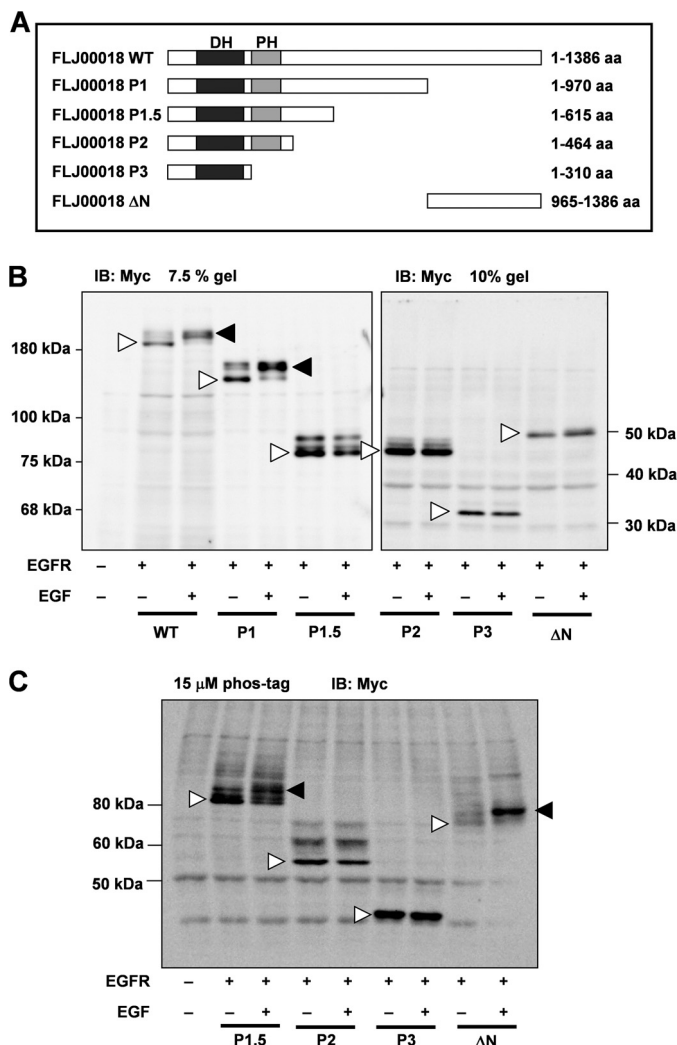 A
DH PH
FLJ00018 WT 1-1386 aa
FLJ00018 P1 1-970 aa
FLJ00018 P1.5 1-615 aa
FLJ00018 P2 1-464 aa
FLJ00018 P3 1-310 aa
FLJ00018 ΔN 965-1386 aa
B
IB: Myc 7.5 % gel IB: Myc 10% gel
180 kDa
100 kDa
75 kDa
68 kDa
50 kDa
40 kDa
30 kDa
EGFR – + + + + + + + + + + + +
EGF – – + – + – + – + – + – +
WT P1 P1.5 P2 P3 ΔN
C
15 µM phos-tag IB: Myc
80 kDa
60 kDa
50 kDa
EGFR – + + + + + + + +
EGF – – + – + – + – +
P1.5 P2 P3 ΔN